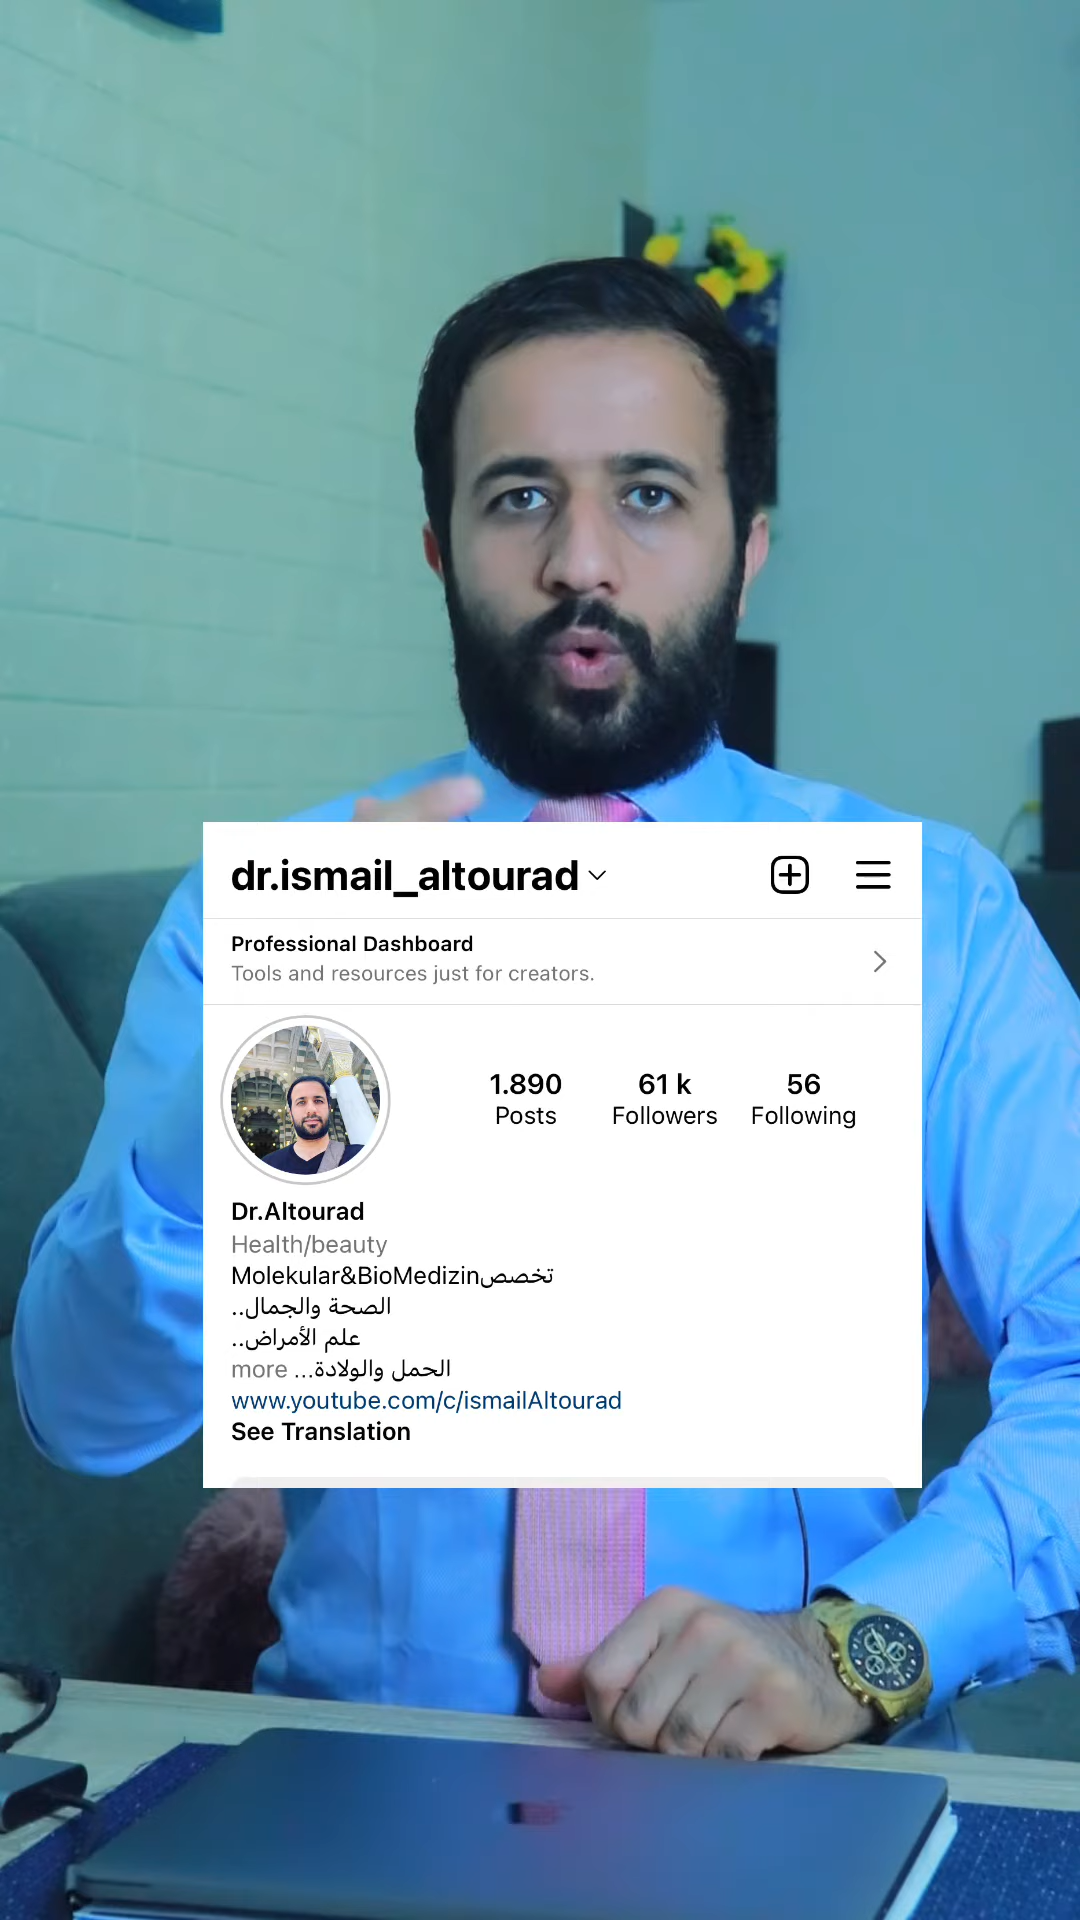 dr.ismail_altourad
Professional Dashboard
Tools and resources just for creators.
1.890 61 k 56
Posts Followers Following
Dr.Altourad
Health/beauty
Molekular&BioMedizinتخصص
الصحة والجمال..
علم الأمراض..
الحمل والولادة... more
www.youtube.com/c/ismailAltourad
See Translation